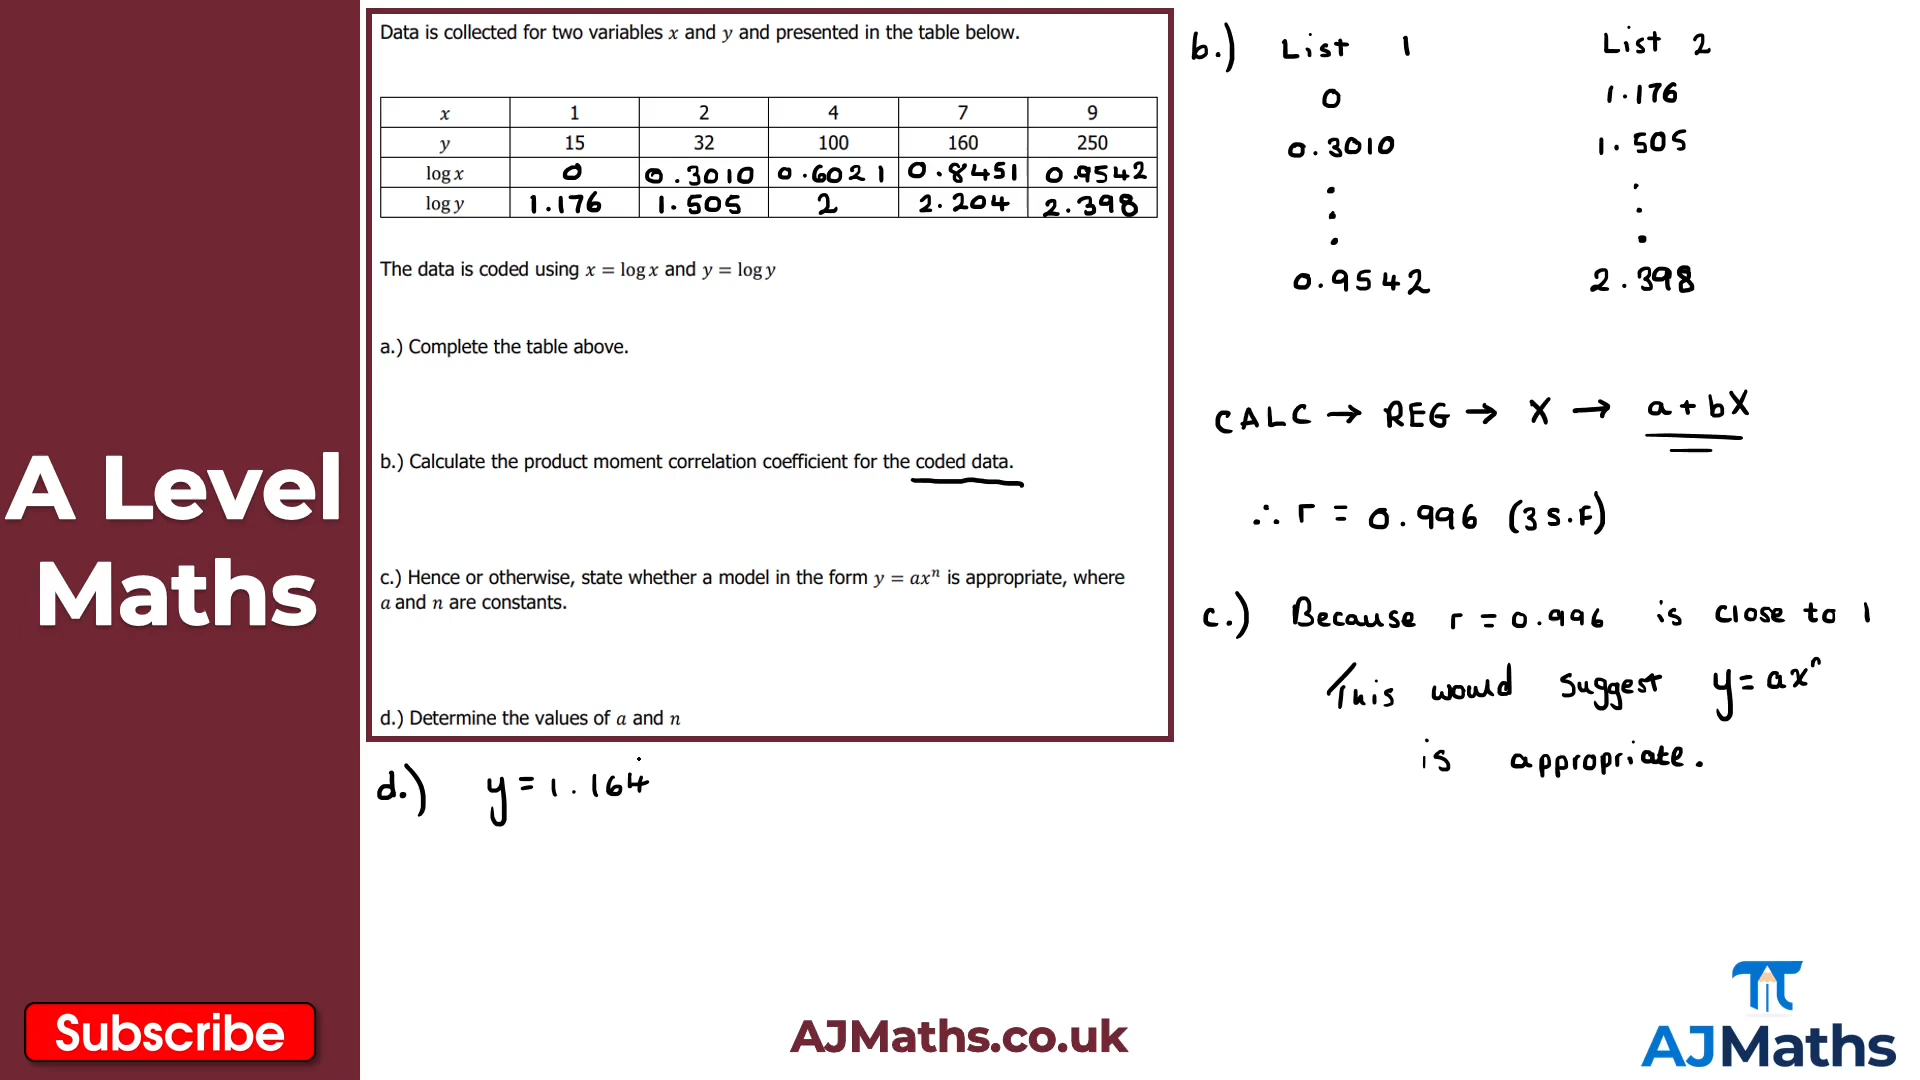 A Level
Maths
Subscribe
Data is collected for two variables x and y and presented in the table below.
x 1 2 4 7 9
y 15 32 100 160 250
log x 0 0.3010 0.6021 0.8451 0.9542
log y 1.176 1.505 2 2.204 2.398
The data is coded using x = log x and y = log y
a.) Complete the table above.
b.) Calculate the product moment correlation coefficient for the coded data.
c.) Hence or otherwise, state whether a model in the form y = axⁿ is appropriate, where
a and n are constants.
d.) Determine the values of a and n
d.) y = 1.164
b.) List 1 List 2
0 1.176
0.3010 1.505
. .
. .
. .
0.9542 2.398
CALC → REG → X → a + bX
∴ r = 0.996 (3 S.F)
c.) Because r = 0.996 is close to 1
This would suggest y = axⁿ
is appropriate.
AJMaths.co.uk
AJMaths